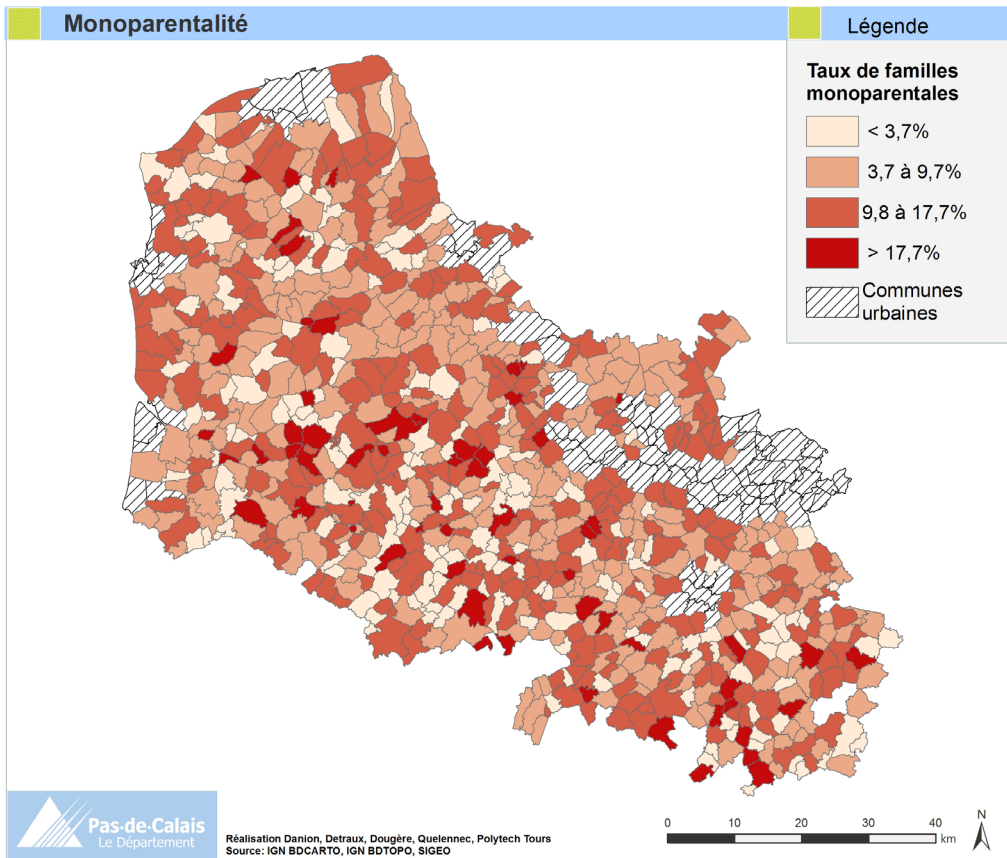 Monoparentalité
Légende
Taux de familles
monoparentales
< 3,7%
3,7 à 9,7%
9,8 à 17,7%
> 17,7%
Communes
urbaines
Pas-de-Calais
Le Département
Réalisation Danion, Detraux, Dougère, Quelennec, Polytech Tours
Source: IGN BDCARTO, IGN BDTOPO, SIGEO
0 10 20 30 40
km
N